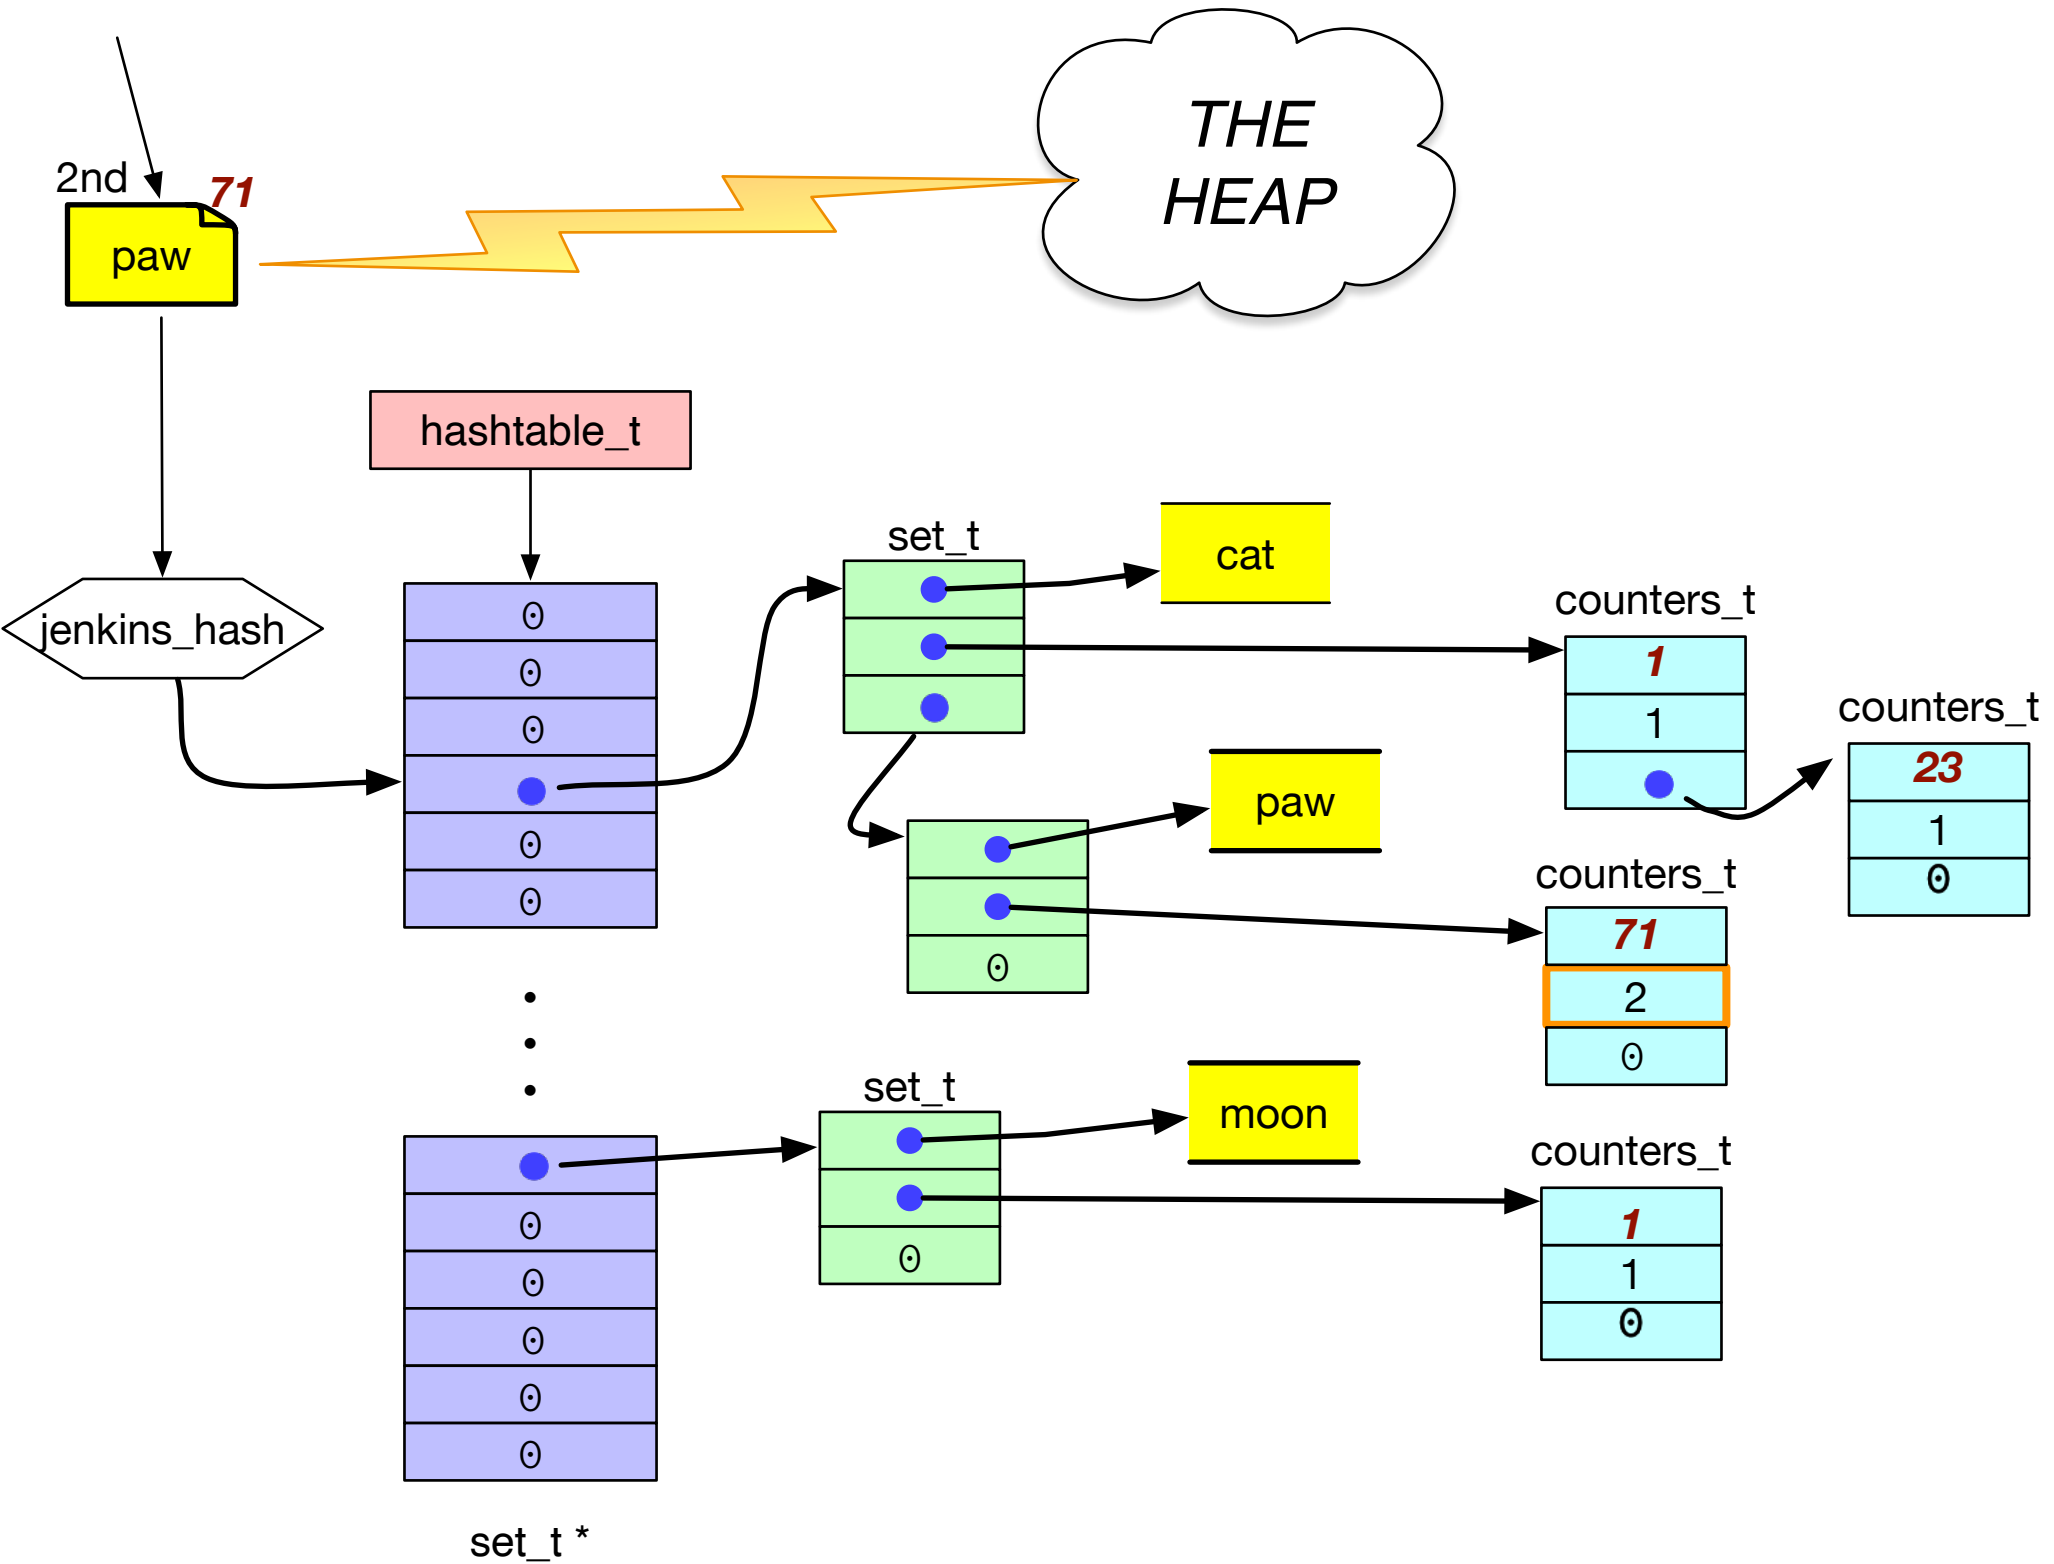 THE
HEAP
2nd
71
paw
hashtable_t
jenkins_hash
0
0
0
0
0
set_t
cat
counters_t
1
1
counters_t
23
1
0
paw
0
counters_t
71
2
0
set_t
moon
0
counters_t
1
1
0
0
0
0
0
0
set_t *